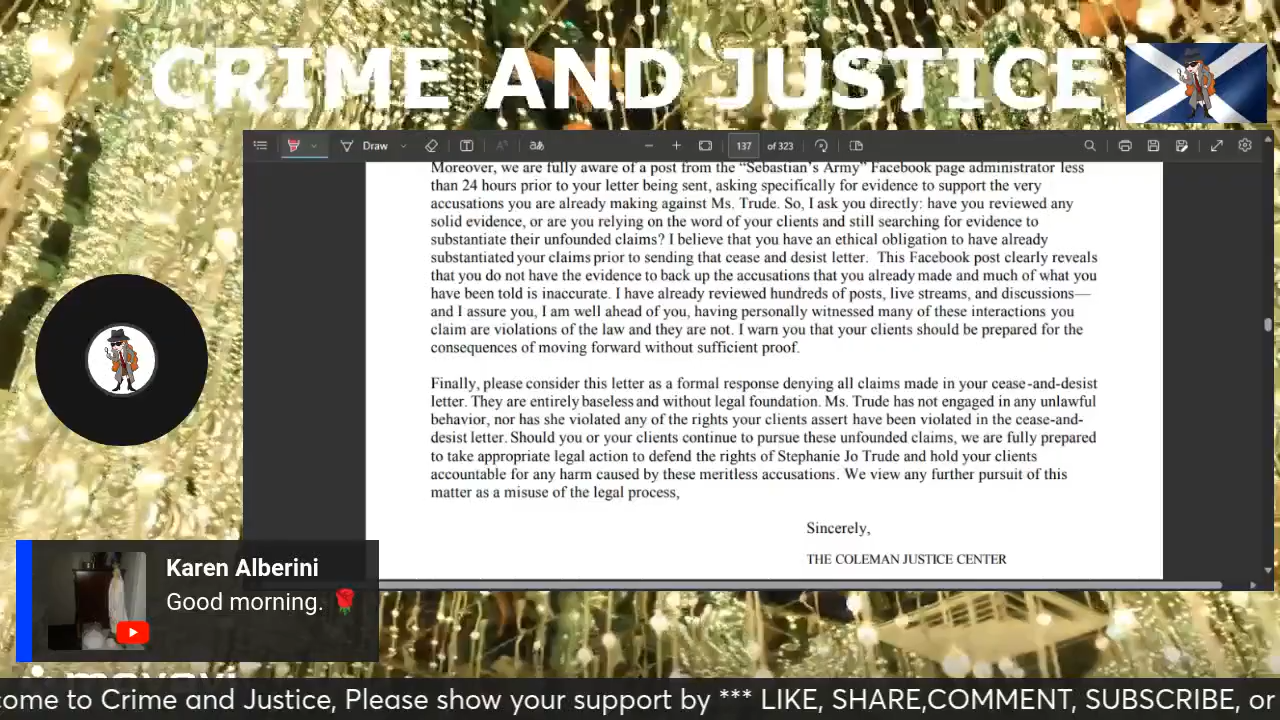 CRIME AND JUSTICE
Draw
137 of 323
Moreover, we are fully aware of a post from the “Sebastian’s Army” Facebook page administrator less
than 24 hours prior to your letter being sent, asking specifically for evidence to support the very
accusations you are already making against Ms. Trude. So, I ask you directly: have you reviewed any
solid evidence, or are you relying on the word of your clients and still searching for evidence to
substantiate their unfounded claims? I believe that you have an ethical obligation to have already
substantiated your claims prior to sending that cease and desist letter. This Facebook post clearly reveals
that you do not have the evidence to back up the accusations that you already made and much of what you
have been told is inaccurate. I have already reviewed hundreds of posts, live streams, and discussions—
and I assure you, I am well ahead of you, having personally witnessed many of these interactions you
claim are violations of the law and they are not. I warn you that your clients should be prepared for the
consequences of moving forward without sufficient proof.
Finally, please consider this letter as a formal response denying all claims made in your cease-and-desist
letter. They are entirely baseless and without legal foundation. Ms. Trude has not engaged in any unlawful
behavior, nor has she violated any of the rights your clients assert have been violated in the cease-and-
desist letter. Should you or your clients continue to pursue these unfounded claims, we are fully prepared
to take appropriate legal action to defend the rights of Stephanie Jo Trude and hold your clients
accountable for any harm caused by these meritless accusations. We view any further pursuit of this
matter as a misuse of the legal process,
Sincerely,
THE COLEMAN JUSTICE CENTER
Karen Alberini
Good morning. 🌹
come to Crime and Justice, Please show your support by *** LIKE, SHARE,COMMENT, SUBSCRIBE, or